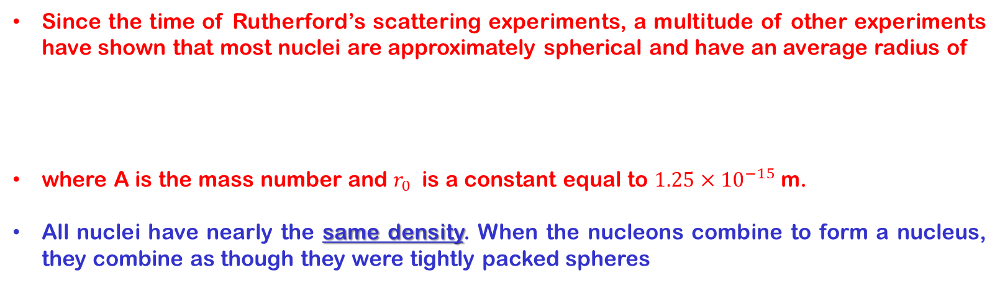 • Since the time of Rutherford’s scattering experiments, a multitude of other experiments
have shown that most nuclei are approximately spherical and have an average radius of
• where A is the mass number and r₀ is a constant equal to 1.25 × 10⁻¹⁵ m.
• All nuclei have nearly the same density. When the nucleons combine to form a nucleus,
they combine as though they were tightly packed spheres